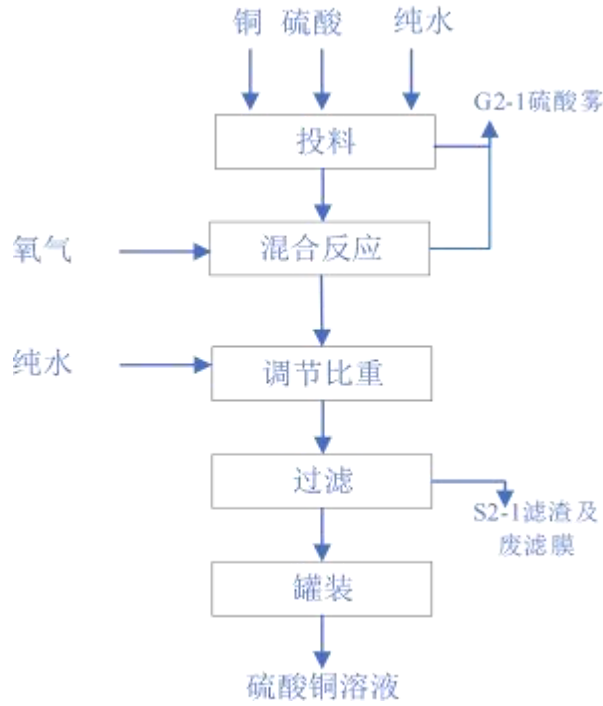 铜 硫酸 纯水
G2-1硫酸雾
投料
氧气
混合反应
纯水
调节比重
过滤
S2-1滤渣及
废滤膜
罐装
硫酸铜溶液